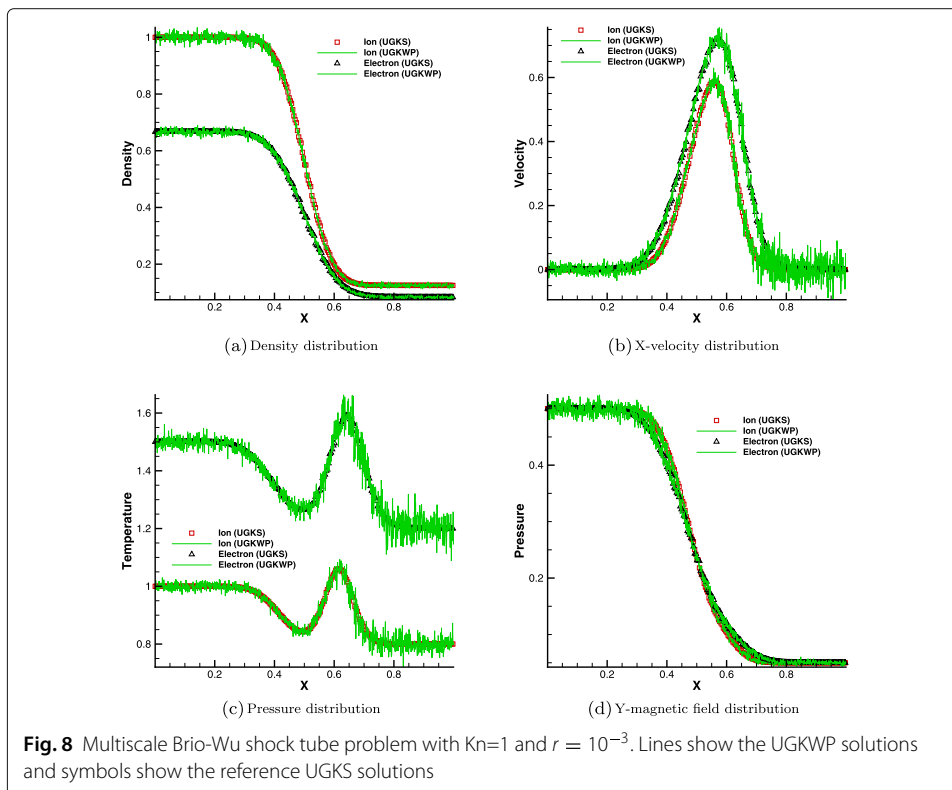 Ion (UGKS)
Ion (UGKWP)
Electron (UGKS)
Electron (UGKWP)
1
0.8
0.6
0.4
0.2
Density
0.2 0.4 0.6 0.8 1
X
(a) Density distribution
Ion (UGKS)
Ion (UGKWP)
Electron (UGKS)
Electron (UGKWP)
0.6
0.4
0.2
0
Velocity
0.2 0.4 0.6 0.8 1
X
(b) X-velocity distribution
1.6
1.4
1.2
1
0.8
Temperature
Ion (UGKS)
Ion (UGKWP)
Electron (UGKS)
Electron (UGKWP)
0.2 0.4 0.6 0.8 1
X
(c) Pressure distribution
Ion (UGKS)
Ion (UGKWP)
Electron (UGKS)
Electron (UGKWP)
0.4
0.2
Pressure
0.2 0.4 0.6 0.8 1
X
(d) Y-magnetic field distribution
Fig. 8 Multiscale Brio-Wu shock tube problem with Kn=1 and r = 10⁻³. Lines show the UGKWP solutions
and symbols show the reference UGKS solutions